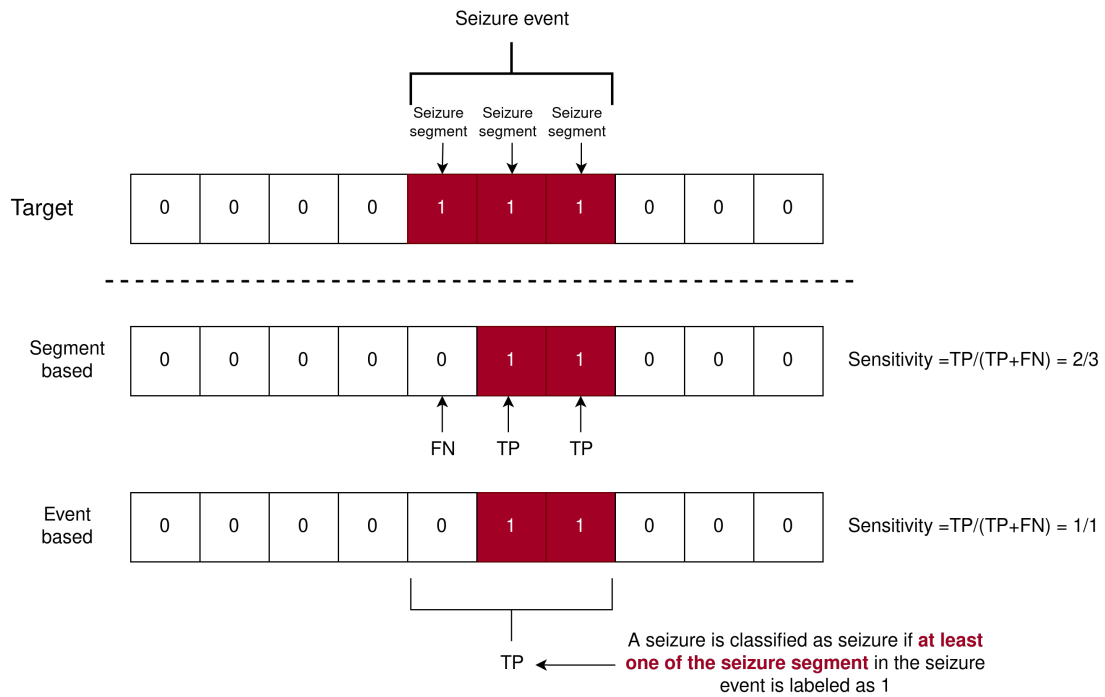 Seizure event
Seizure segment
Seizure segment
Seizure segment
Target
0 0 0 0 1 1 1 0 0 0
Segment based
0 0 0 0 0 1 1 0 0 0
Sensitivity =TP/(TP+FN) = 2/3
FN TP TP
Event based
0 0 0 0 0 1 1 0 0 0
Sensitivity =TP/(TP+FN) = 1/1
TP
A seizure is classified as seizure if at least
one of the seizure segment in the seizure
event is labeled as 1